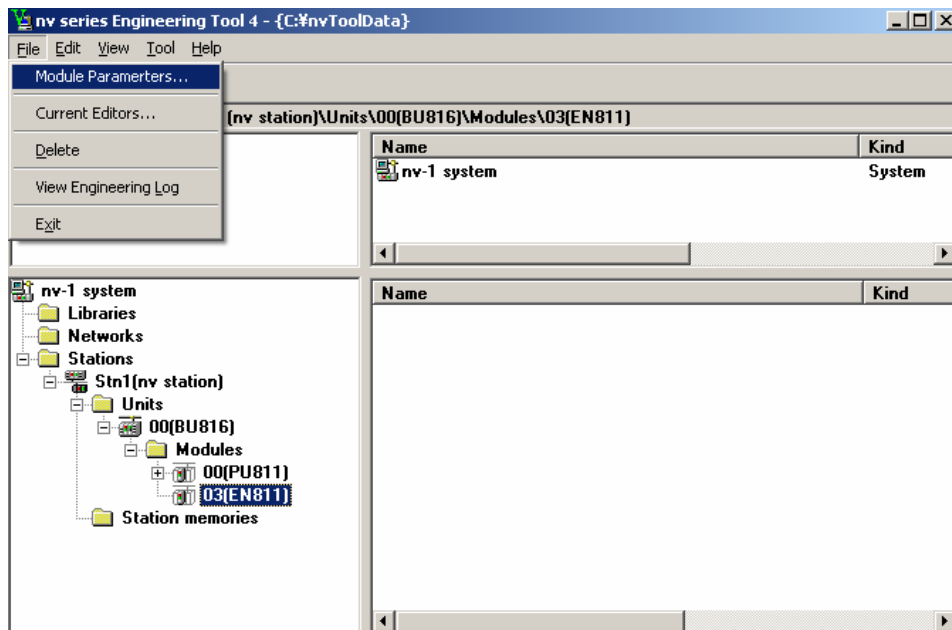 nv series Engineering Tool 4 - {C:¥nvToolData}
File Edit View Tool Help
Module Paramerters...
Current Editors...
Delete
View Engineering Log
Exit
(nv station)\Units\00(BU816)\Modules\03(EN811)
Name Kind
nv-1 system System
nv-1 system
Libraries
Networks
Stations
Stn1(nv station)
Units
00(BU816)
Modules
00(PU811)
03(EN811)
Station memories
Name Kind